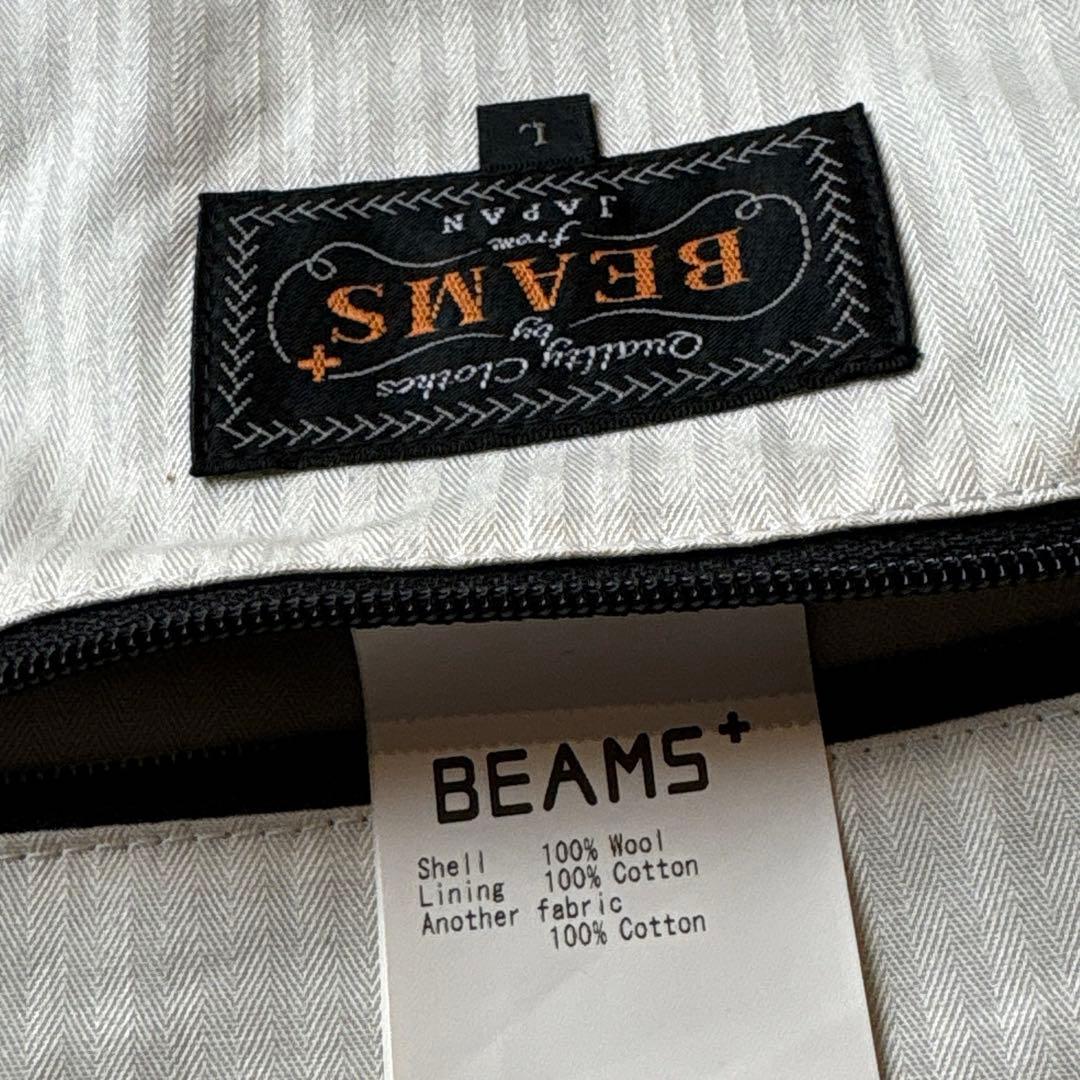 L
Quality Clothes
by
BEAMS+
from
JAPAN
BEAMS+
Shell 100% Wool
Lining 100% Cotton
Another fabric
100% Cotton